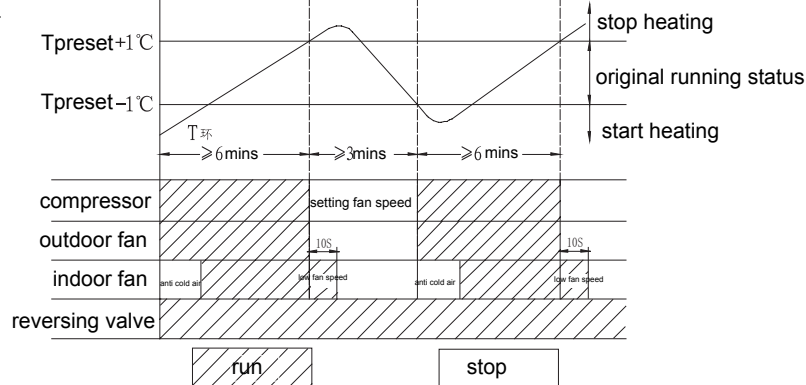 stop heating
Tpreset+1℃
original running status
Tpreset-1℃
T环
start heating
≥6 mins
≥3mins
≥6 mins
compressor
setting fan speed
outdoor fan
10S
10S
indoor fan
anti cold air
low fan speed
anti cold air
low fan speed
reversing valve
run
stop